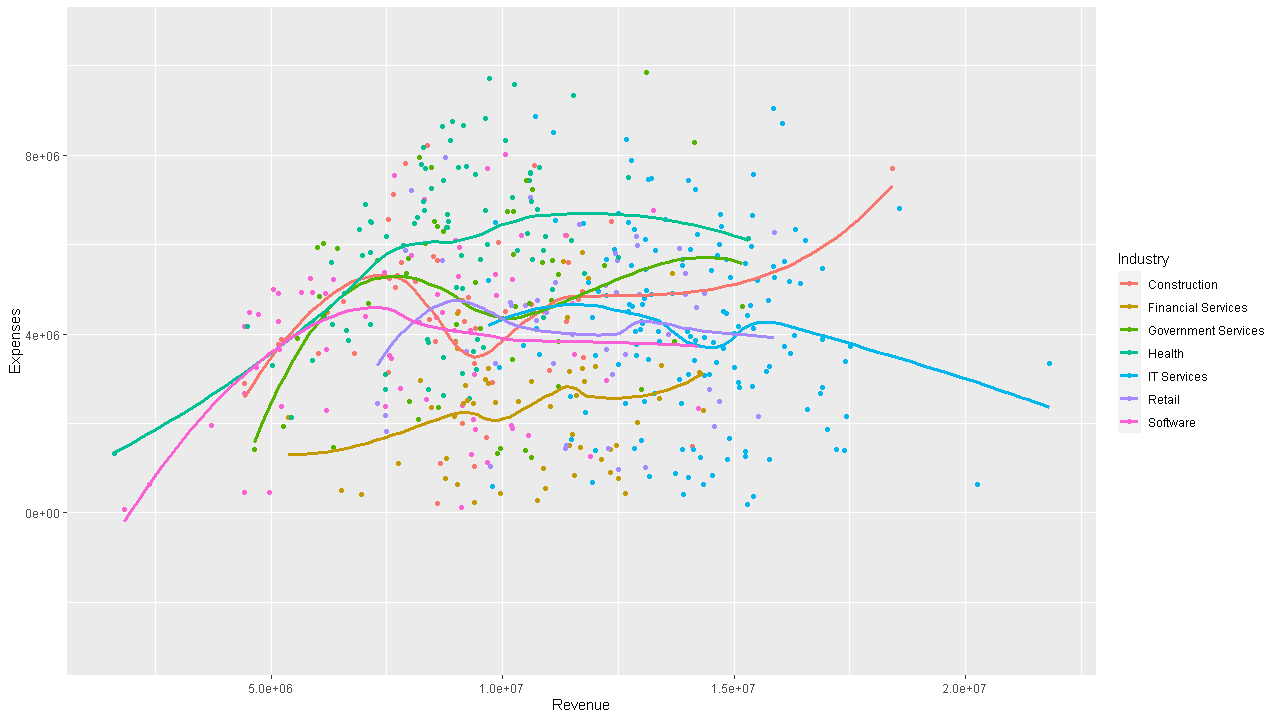 Expenses
8e+06
4e+06
0e+00
5.0e+06
1.0e+07
1.5e+07
2.0e+07
Revenue
Industry
Construction
Financial Services
Government Services
Health
IT Services
Retail
Software